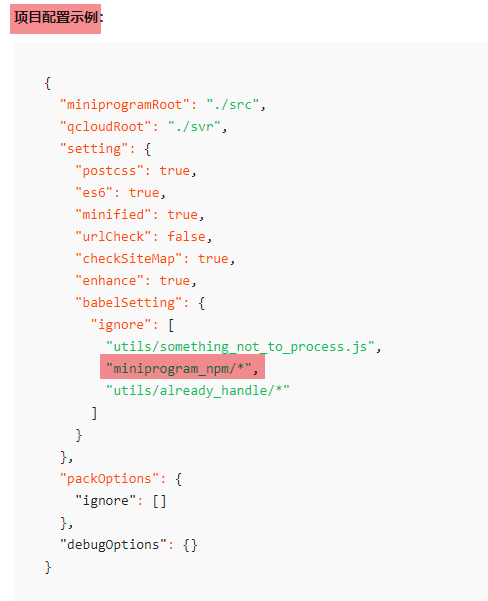 项目配置示例：
{
"miniprogramRoot": "./src",
"qcloudRoot": "./svr",
"setting": {
"postcss": true,
"es6": true,
"minified": true,
"urlCheck": false,
"checkSiteMap": true,
"enhance": true,
"babelSetting": {
"ignore": [
"utils/something_not_to_process.js",
"miniprogram_npm/*",
"utils/already_handle/*"
]
}
},
"packOptions": {
"ignore": []
},
"debugOptions": {}
}